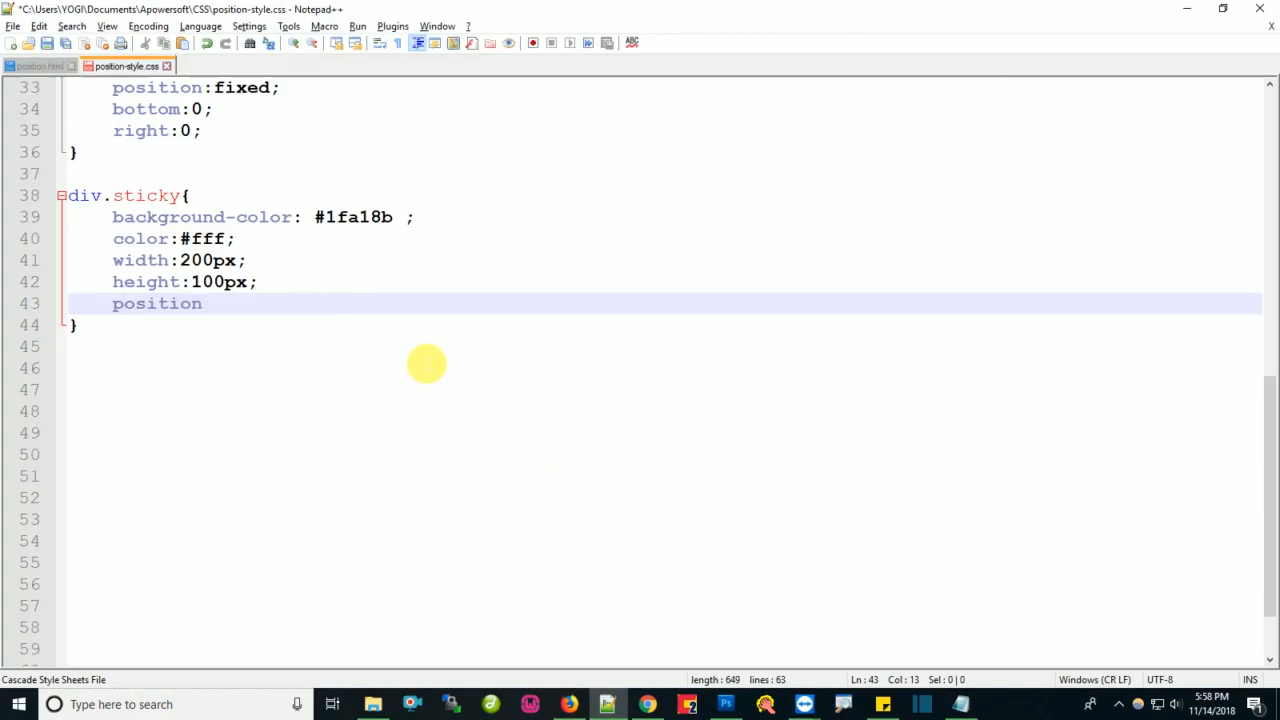 *C:\Users\YOGI\Documents\Apowersoft\CSS\position-style.css - Notepad++
File Edit Search View Encoding Language Settings Tools Macro Run Plugins Window ?
position.html position-style.css
33 position:fixed;
34 bottom:0;
35 right:0;
36 }
37
38 div.sticky{
39 background-color: #1fa18b ;
40 color:#fff;
41 width:200px;
42 height:100px;
43 position
44 }
45
46
47
48
49
50
51
52
53
54
55
56
57
58
59
Cascade Style Sheets File length : 649 lines : 63 Ln : 43 Col : 13 Sel : 0 | 0 Windows (CR LF) UTF-8 INS
Type here to search
5:58 PM
11/14/2018